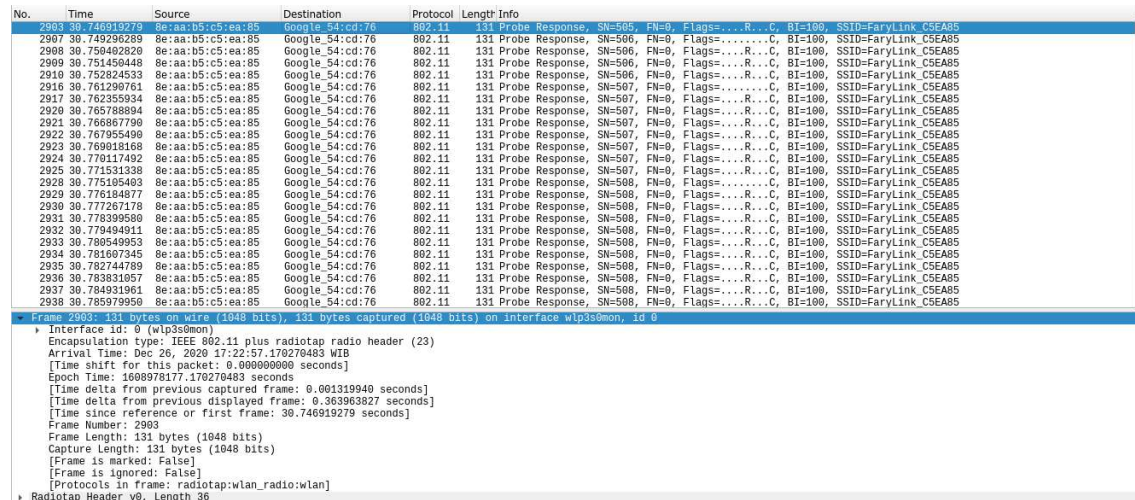 No. Time Source Destination Protocol Length Info
2903 30.746919279 8e:aa:b5:c5:ea:85 Google_54:cd:76 802.11 131 Probe Response, SN=505, FN=0, Flags=....R...C, BI=100, SSID=FaryLink_C5EA85
2907 30.749296289 8e:aa:b5:c5:ea:85 Google_54:cd:76 802.11 131 Probe Response, SN=506, FN=0, Flags=........C, BI=100, SSID=FaryLink_C5EA85
2908 30.750402820 8e:aa:b5:c5:ea:85 Google_54:cd:76 802.11 131 Probe Response, SN=506, FN=0, Flags=....R...C, BI=100, SSID=FaryLink_C5EA85
2909 30.751450448 8e:aa:b5:c5:ea:85 Google_54:cd:76 802.11 131 Probe Response, SN=506, FN=0, Flags=....R...C, BI=100, SSID=FaryLink_C5EA85
2910 30.752824533 8e:aa:b5:c5:ea:85 Google_54:cd:76 802.11 131 Probe Response, SN=506, FN=0, Flags=....R...C, BI=100, SSID=FaryLink_C5EA85
2916 30.761290761 8e:aa:b5:c5:ea:85 Google_54:cd:76 802.11 131 Probe Response, SN=507, FN=0, Flags=........C, BI=100, SSID=FaryLink_C5EA85
2917 30.762355934 8e:aa:b5:c5:ea:85 Google_54:cd:76 802.11 131 Probe Response, SN=507, FN=0, Flags=....R...C, BI=100, SSID=FaryLink_C5EA85
2920 30.765788894 8e:aa:b5:c5:ea:85 Google_54:cd:76 802.11 131 Probe Response, SN=507, FN=0, Flags=....R...C, BI=100, SSID=FaryLink_C5EA85
2921 30.766867790 8e:aa:b5:c5:ea:85 Google_54:cd:76 802.11 131 Probe Response, SN=507, FN=0, Flags=....R...C, BI=100, SSID=FaryLink_C5EA85
2922 30.767955490 8e:aa:b5:c5:ea:85 Google_54:cd:76 802.11 131 Probe Response, SN=507, FN=0, Flags=....R...C, BI=100, SSID=FaryLink_C5EA85
2923 30.769018168 8e:aa:b5:c5:ea:85 Google_54:cd:76 802.11 131 Probe Response, SN=507, FN=0, Flags=....R...C, BI=100, SSID=FaryLink_C5EA85
2924 30.770117492 8e:aa:b5:c5:ea:85 Google_54:cd:76 802.11 131 Probe Response, SN=507, FN=0, Flags=....R...C, BI=100, SSID=FaryLink_C5EA85
2925 30.771531338 8e:aa:b5:c5:ea:85 Google_54:cd:76 802.11 131 Probe Response, SN=507, FN=0, Flags=....R...C, BI=100, SSID=FaryLink_C5EA85
2928 30.775105403 8e:aa:b5:c5:ea:85 Google_54:cd:76 802.11 131 Probe Response, SN=508, FN=0, Flags=........C, BI=100, SSID=FaryLink_C5EA85
2929 30.776184877 8e:aa:b5:c5:ea:85 Google_54:cd:76 802.11 131 Probe Response, SN=508, FN=0, Flags=....R...C, BI=100, SSID=FaryLink_C5EA85
2930 30.777267178 8e:aa:b5:c5:ea:85 Google_54:cd:76 802.11 131 Probe Response, SN=508, FN=0, Flags=....R...C, BI=100, SSID=FaryLink_C5EA85
2931 30.778399580 8e:aa:b5:c5:ea:85 Google_54:cd:76 802.11 131 Probe Response, SN=508, FN=0, Flags=....R...C, BI=100, SSID=FaryLink_C5EA85
2932 30.779494911 8e:aa:b5:c5:ea:85 Google_54:cd:76 802.11 131 Probe Response, SN=508, FN=0, Flags=....R...C, BI=100, SSID=FaryLink_C5EA85
2933 30.780549953 8e:aa:b5:c5:ea:85 Google_54:cd:76 802.11 131 Probe Response, SN=508, FN=0, Flags=....R...C, BI=100, SSID=FaryLink_C5EA85
2934 30.781607345 8e:aa:b5:c5:ea:85 Google_54:cd:76 802.11 131 Probe Response, SN=508, FN=0, Flags=....R...C, BI=100, SSID=FaryLink_C5EA85
2935 30.782744789 8e:aa:b5:c5:ea:85 Google_54:cd:76 802.11 131 Probe Response, SN=508, FN=0, Flags=....R...C, BI=100, SSID=FaryLink_C5EA85
2936 30.783831057 8e:aa:b5:c5:ea:85 Google_54:cd:76 802.11 131 Probe Response, SN=508, FN=0, Flags=....R...C, BI=100, SSID=FaryLink_C5EA85
2937 30.784931961 8e:aa:b5:c5:ea:85 Google_54:cd:76 802.11 131 Probe Response, SN=508, FN=0, Flags=....R...C, BI=100, SSID=FaryLink_C5EA85
2938 30.785979950 8e:aa:b5:c5:ea:85 Google_54:cd:76 802.11 131 Probe Response, SN=508, FN=0, Flags=....R...C, BI=100, SSID=FaryLink_C5EA85
Frame 2903: 131 bytes on wire (1048 bits), 131 bytes captured (1048 bits) on interface wlp3s0mon, id 0
Interface id: 0 (wlp3s0mon)
Encapsulation type: IEEE 802.11 plus radiotap radio header (23)
Arrival Time: Dec 26, 2020 17:22:57.170270483 WIB
[Time shift for this packet: 0.000000000 seconds]
Epoch Time: 1608978177.170270483 seconds
[Time delta from previous captured frame: 0.001319940 seconds]
[Time delta from previous displayed frame: 0.363963827 seconds]
[Time since reference or first frame: 30.746919279 seconds]
Frame Number: 2903
Frame Length: 131 bytes (1048 bits)
Capture Length: 131 bytes (1048 bits)
[Frame is marked: False]
[Frame is ignored: False]
[Protocols in frame: radiotap:wlan_radio:wlan]
Radiotap Header v0, Length 36